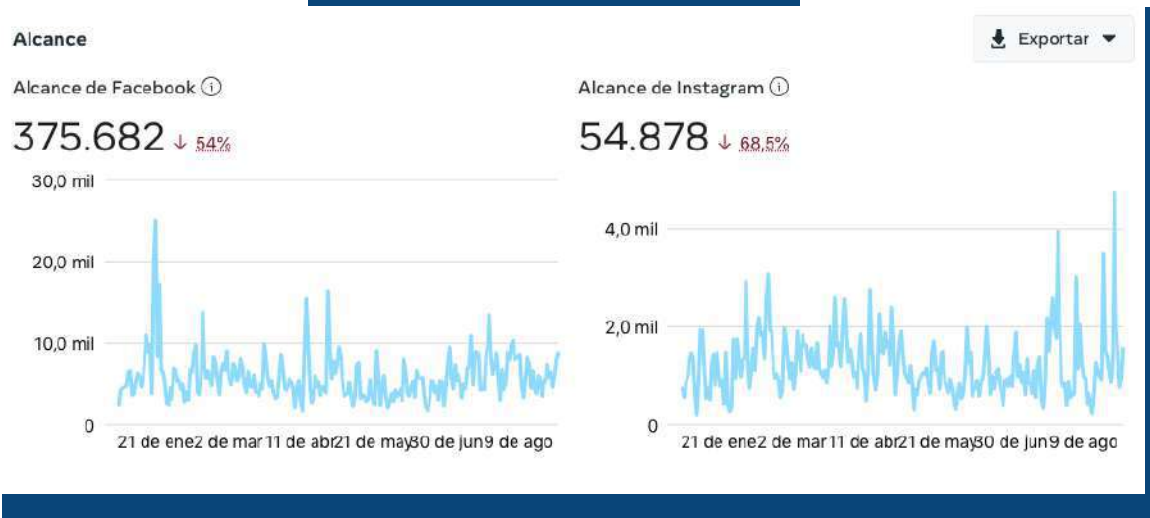 Alcance
Exportar
Alcance de Facebook
375.682 ↓ 54%
30,0 mil
20,0 mil
10,0 mil
0
21 de ene 2 de mar 11 de abr 21 de may 30 de jun 9 de ago
Alcance de Instagram
54.878 ↓ 68,5%
4,0 mil
2,0 mil
0
21 de ene 2 de mar 11 de abr 21 de may 30 de jun 9 de ago